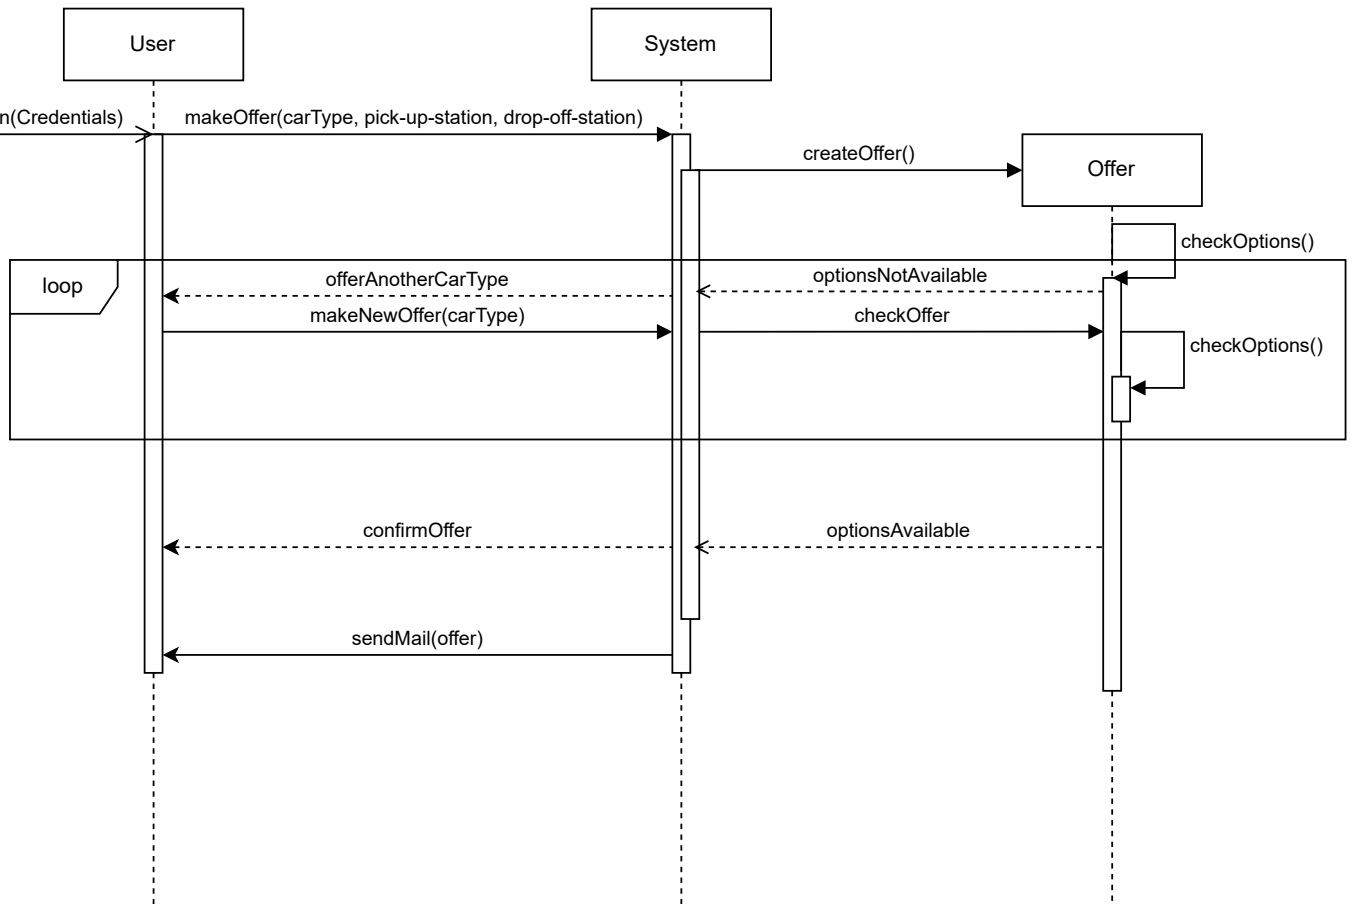 User
System
n(Credentials)
makeOffer(carType, pick-up-station, drop-off-station)
createOffer()
Offer
checkOptions()
loop
offerAnotherCarType
optionsNotAvailable
makeNewOffer(carType)
checkOffer
checkOptions()
confirmOffer
optionsAvailable
sendMail(offer)